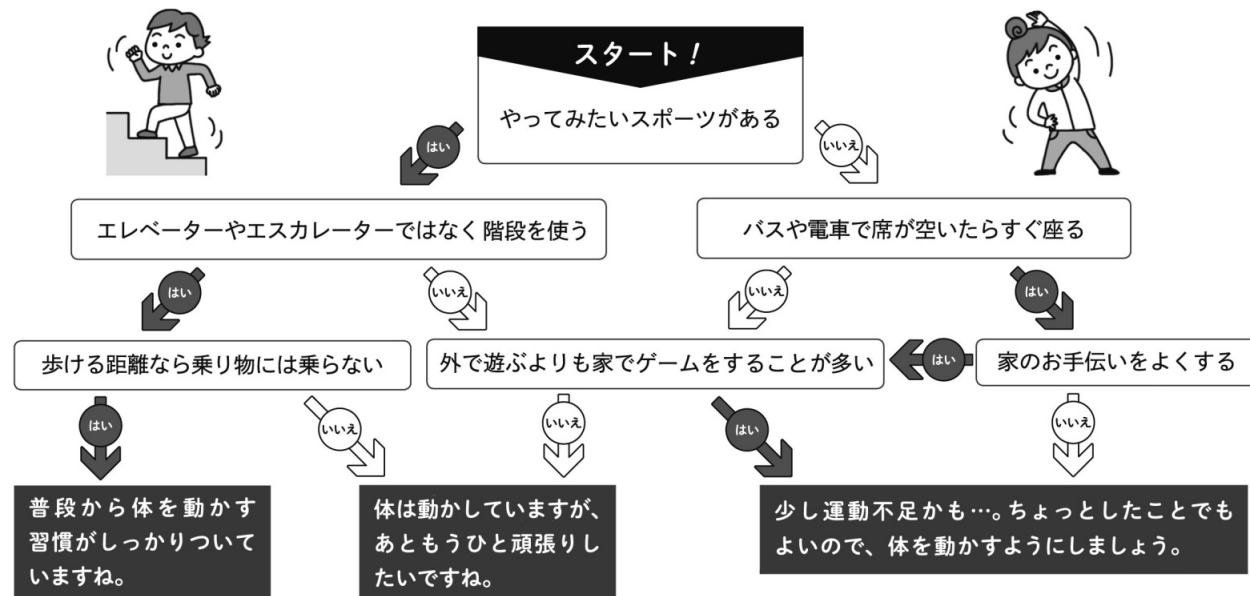 スタート!
やってみたいスポーツがある
はい
いいえ
エレベーターやエスカレーターではなく階段を使う
バスや電車で席が空いたらすぐ座る
はい
いいえ
いいえ
はい
歩ける距離なら乗り物には乗らない
外で遊ぶよりも家でゲームをすることが多い
はい
家のお手伝いをよくする
はい
いいえ
いいえ
はい
いいえ
普段から体を動かす
習慣がしっかりついて
いますね。
体は動かしていますが、
あともうひと頑張りし
たいですね。
少し運動不足かも…。ちょっとしたことでも
よいので、体を動かすようにしましょう。